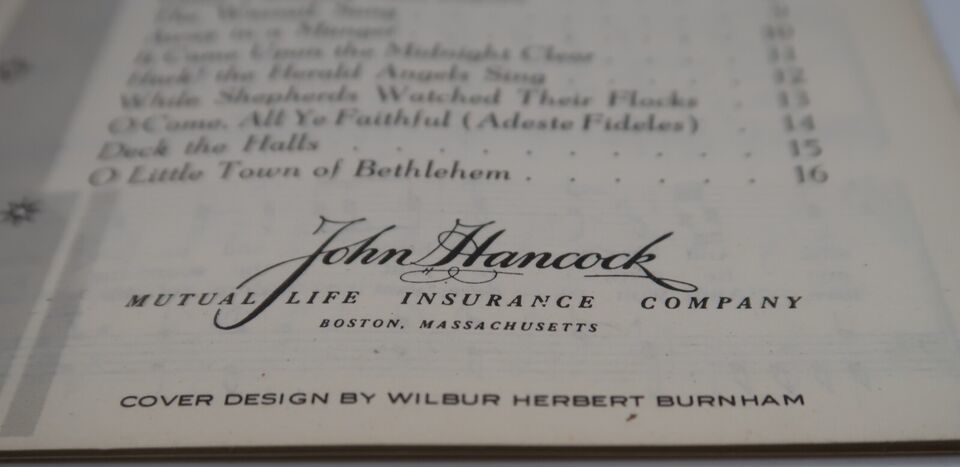 Away in a Manger 10
It Came Upon the Midnight Clear 11
Hark! the Herald Angels Sing 12
While Shepherds Watched Their Flocks . 13
O Come, All Ye Faithful (Adeste Fideles) . 14
Deck the Halls . . . . . . . . . . 15
O Little Town of Bethlehem . . . . . . 16
John Hancock
MUTUAL LIFE INSURANCE COMPANY
BOSTON, MASSACHUSETTS
COVER DESIGN BY WILBUR HERBERT BURNHAM